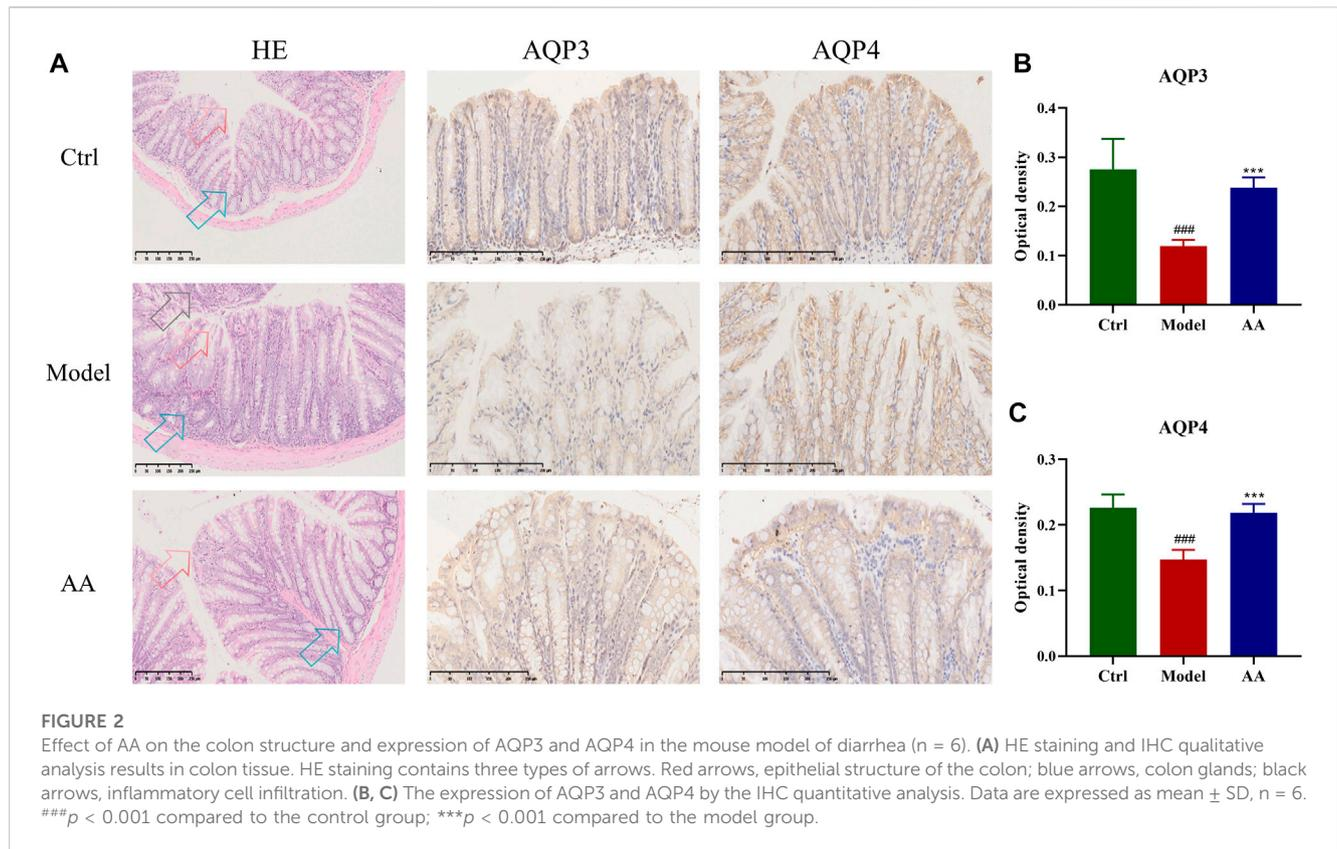 A
HE
AQP3
AQP4
Ctrl
Model
AA
B
AQP3
Optical density
0.4
0.3
0.2
0.1
0.0
###
***
Ctrl
Model
AA
C
AQP4
Optical density
0.3
0.2
0.1
0.0
###
***
Ctrl
Model
AA
FIGURE 2
Effect of AA on the colon structure and expression of AQP3 and AQP4 in the mouse model of diarrhea (n = 6). (A) HE staining and IHC qualitative
analysis results in colon tissue. HE staining contains three types of arrows. Red arrows, epithelial structure of the colon; blue arrows, colon glands; black
arrows, inflammatory cell infiltration. (B, C) The expression of AQP3 and AQP4 by the IHC quantitative analysis. Data are expressed as mean ± SD, n = 6.
###p < 0.001 compared to the control group; ***p < 0.001 compared to the model group.